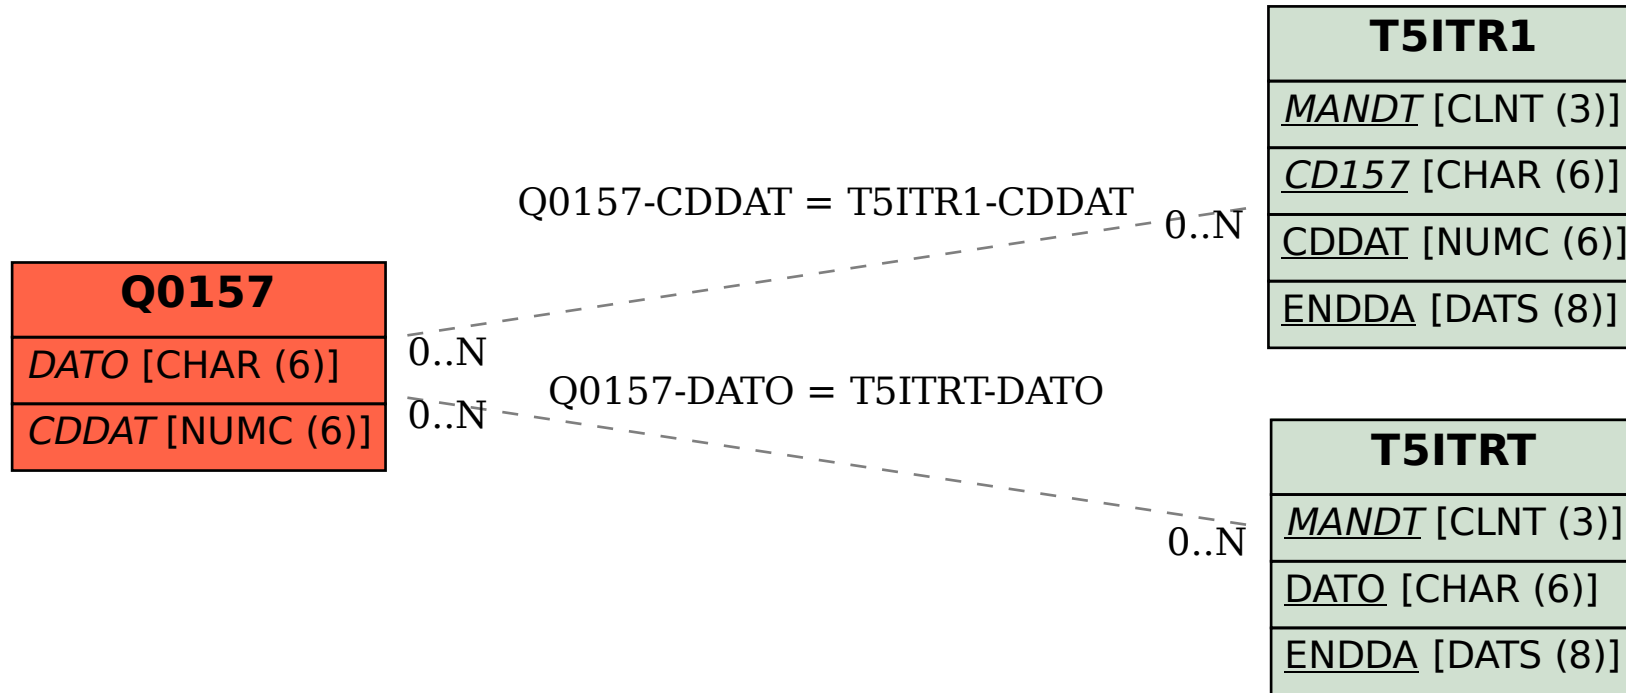 T5ITR1
MANDT [CLNT (3)]
CD157 [CHAR (6)]
CDDAT [NUMC (6)]
ENDDA [DATS (8)]
Q0157-CDDAT = T5ITR1-CDDAT
0..N
0..N
Q0157
DATO [CHAR (6)]
CDDAT [NUMC (6)]
Q0157-DATO = T5ITRT-DATO
0..N
0..N
T5ITRT
MANDT [CLNT (3)]
DATO [CHAR (6)]
ENDDA [DATS (8)]